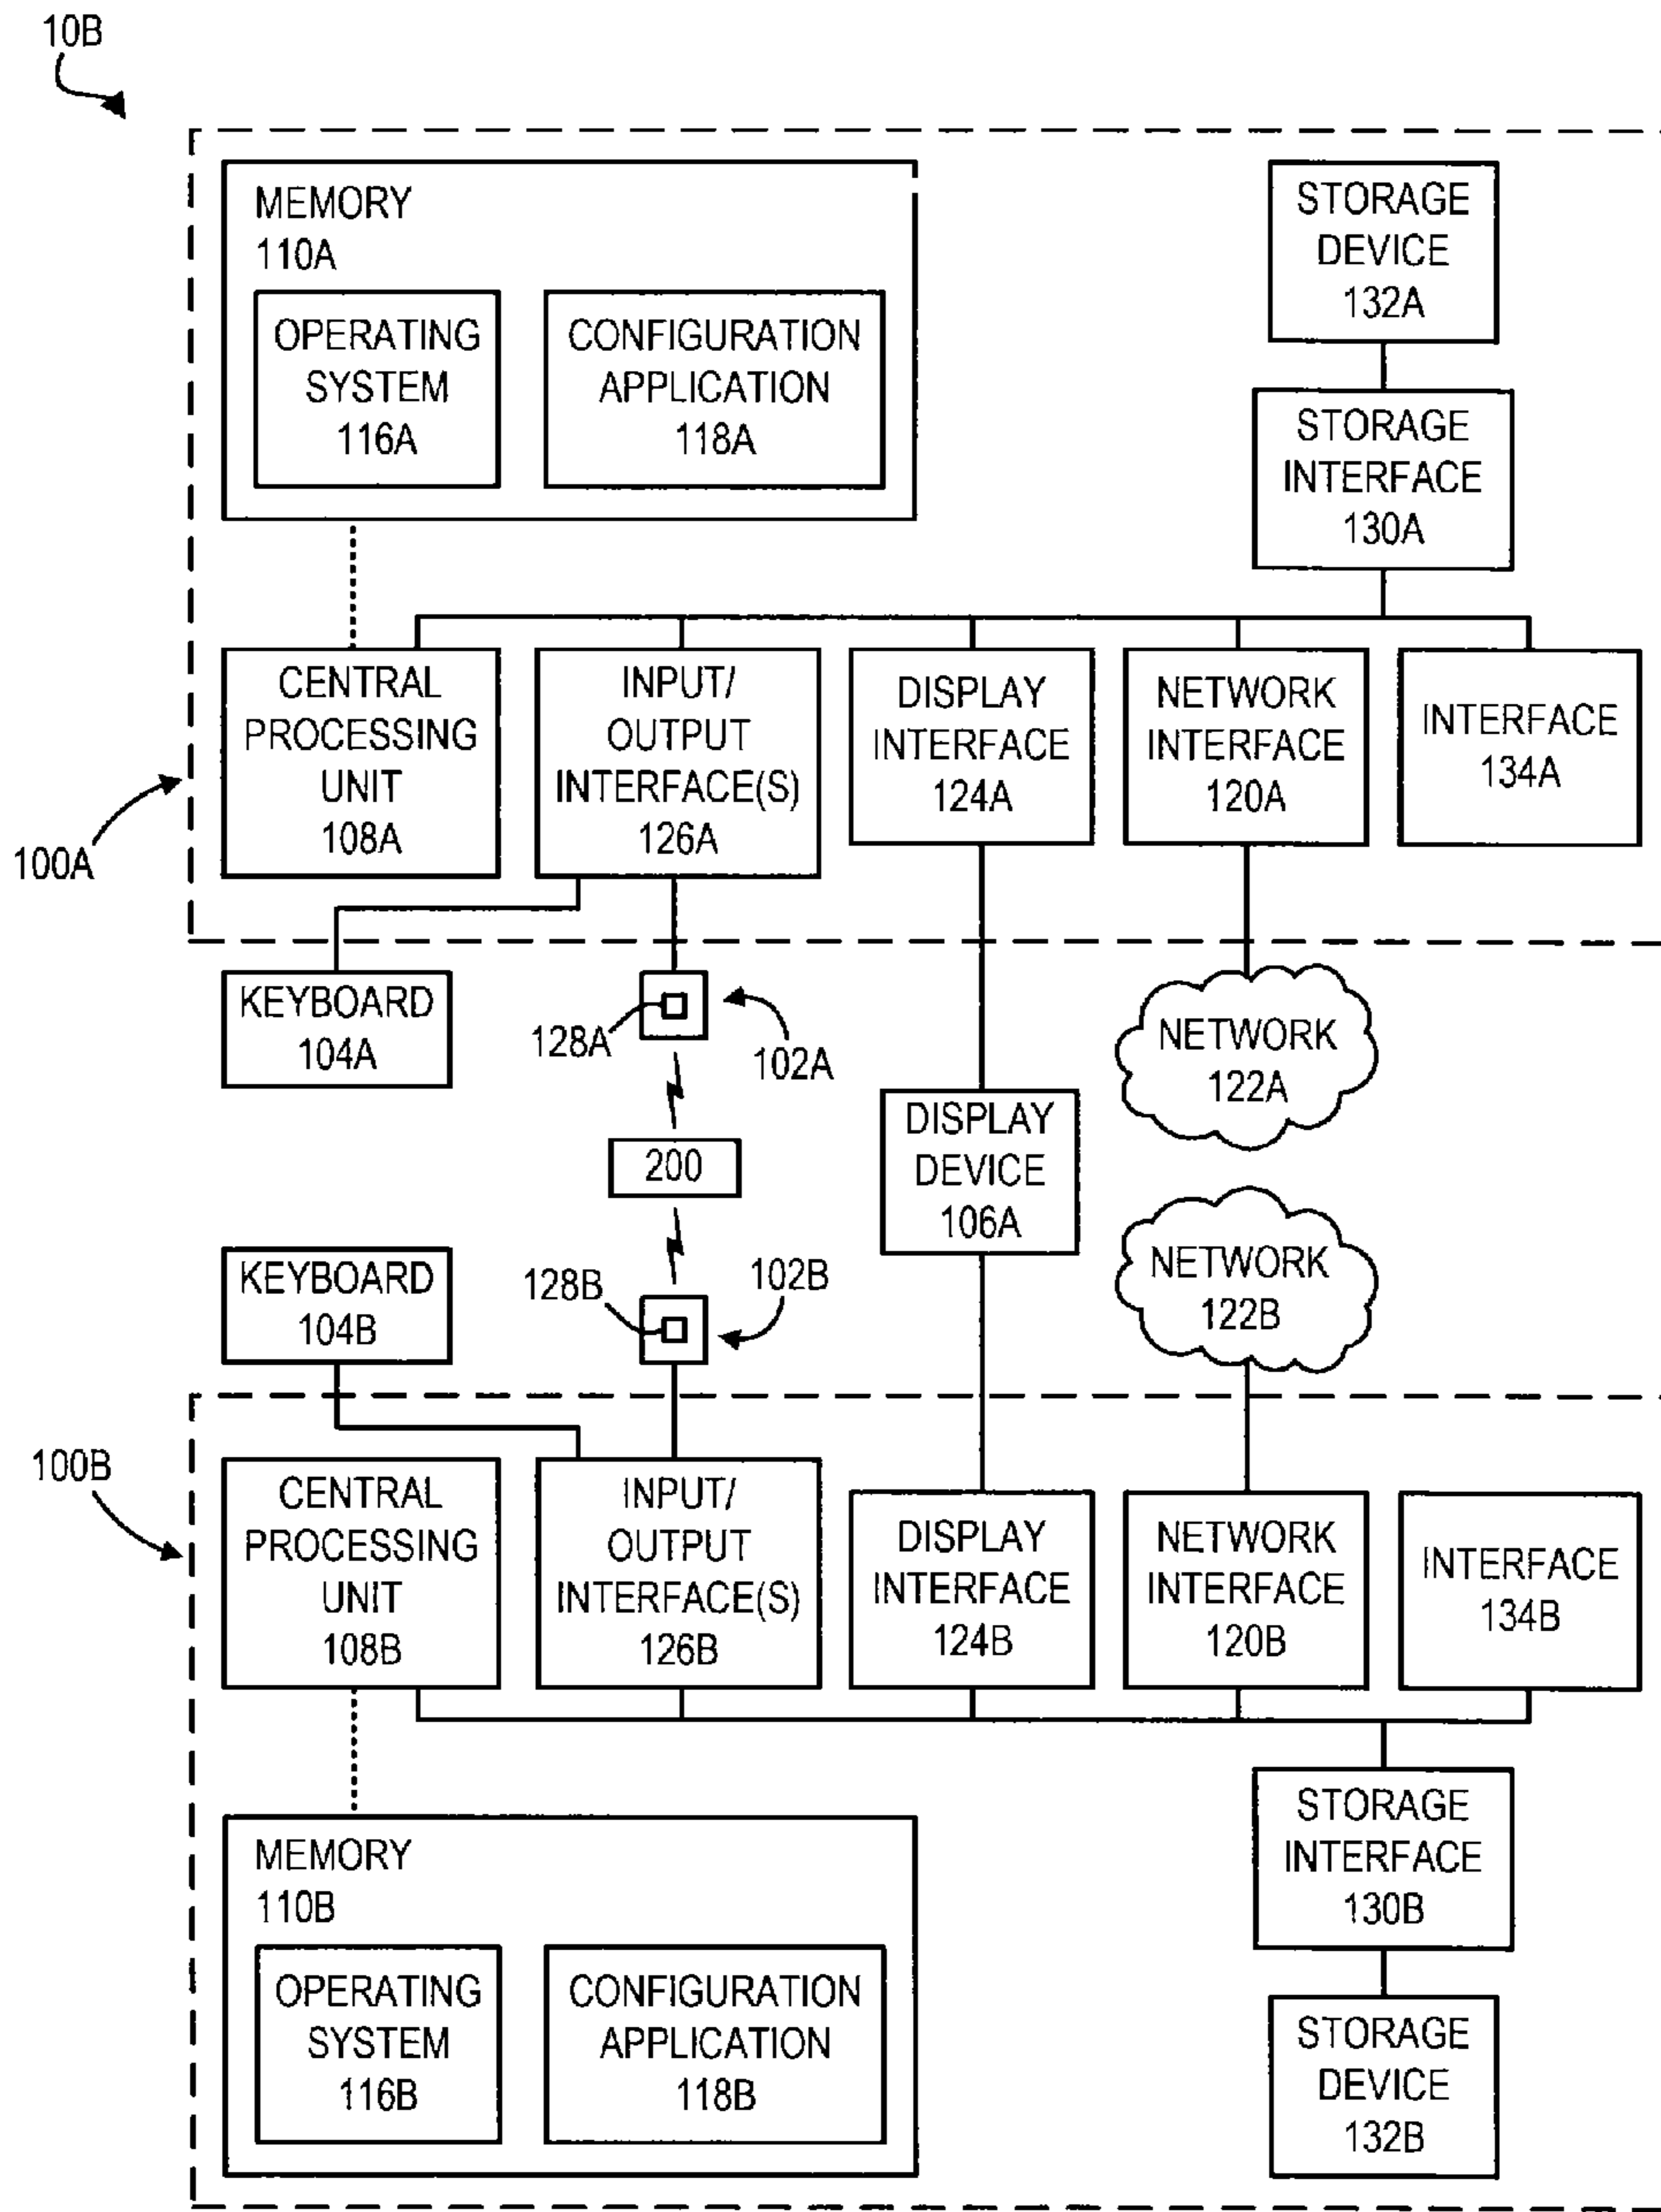 10B
MEMORY
110A
OPERATING
SYSTEM
116A
CONFIGURATION
APPLICATION
118A
STORAGE
DEVICE
132A
STORAGE
INTERFACE
130A
CENTRAL
PROCESSING
UNIT
108A
INPUT/
OUTPUT
INTERFACE(S)
126A
DISPLAY
INTERFACE
124A
NETWORK
INTERFACE
120A
INTERFACE
134A
100A
KEYBOARD
104A
128A
102A
NETWORK
122A
DISPLAY
DEVICE
106A
200
KEYBOARD
104B
128B
102B
NETWORK
122B
100B
CENTRAL
PROCESSING
UNIT
108B
INPUT/
OUTPUT
INTERFACE(S)
126B
DISPLAY
INTERFACE
124B
NETWORK
INTERFACE
120B
INTERFACE
134B
MEMORY
110B
OPERATING
SYSTEM
116B
CONFIGURATION
APPLICATION
118B
STORAGE
INTERFACE
130B
STORAGE
DEVICE
132B